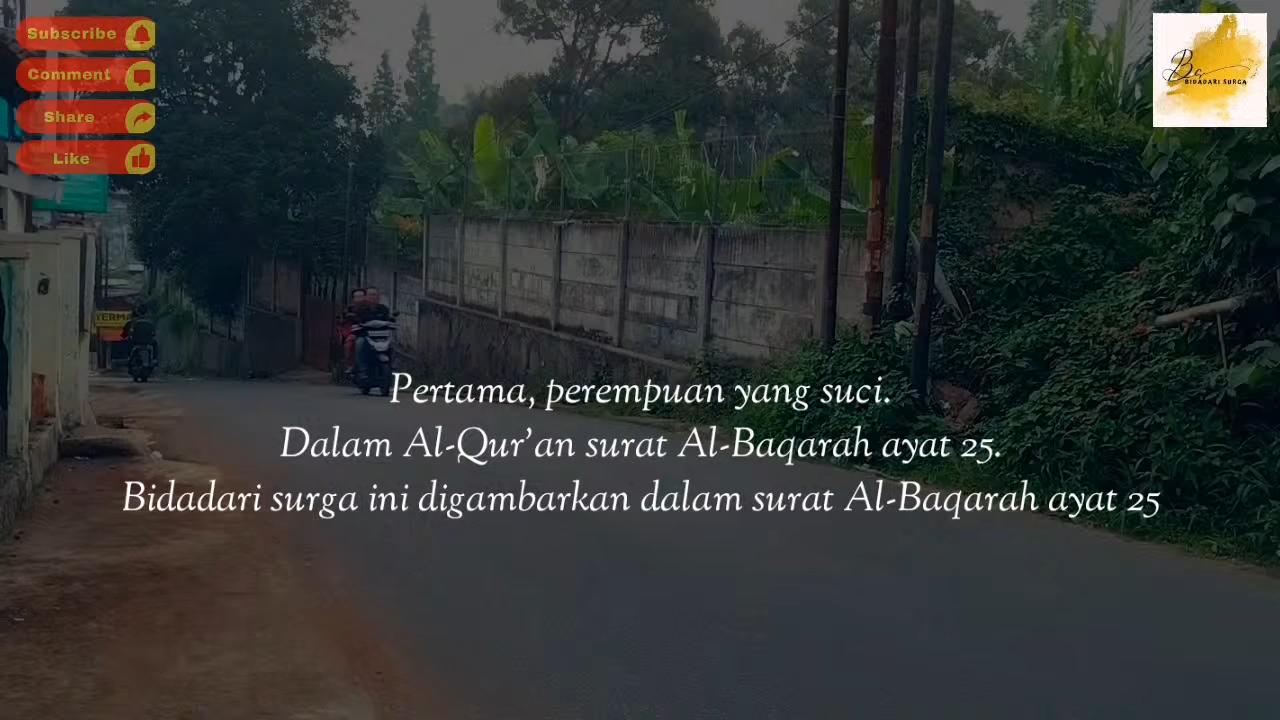 Subscribe
Comment
Share
Like
Bs
BIDADARI SURGA
Pertama, perempuan yang suci.
Dalam Al-Qur'an surat Al-Baqarah ayat 25.
Bidadari surga ini digambarkan dalam surat Al-Baqarah ayat 25